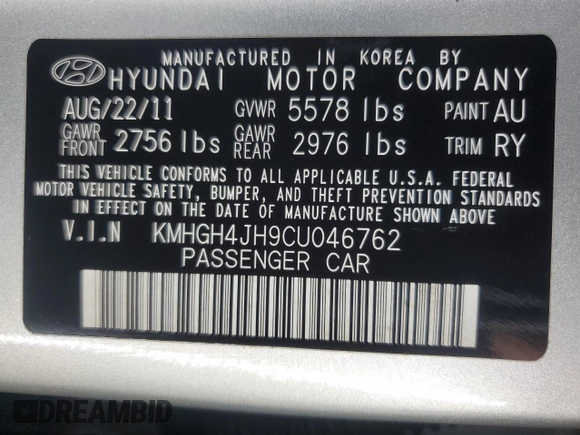 MANUFACTURED IN KOREA BY
HYUNDAI MOTOR COMPANY
AUG/22/11 GVWR 5578 lbs PAINT AU
GAWR FRONT 2756 lbs GAWR REAR 2976 lbs TRIM RY
THIS VEHICLE CONFORMS TO ALL APPLICABLE U.S.A. FEDERAL
MOTOR VEHICLE SAFETY, BUMPER, AND THEFT PREVENTION STANDARDS
IN EFFECT ON THE DATE OF MANUFACTURE SHOWN ABOVE
V.I.N KMHGH4JH9CU046762
PASSENGER CAR
DREAMBID